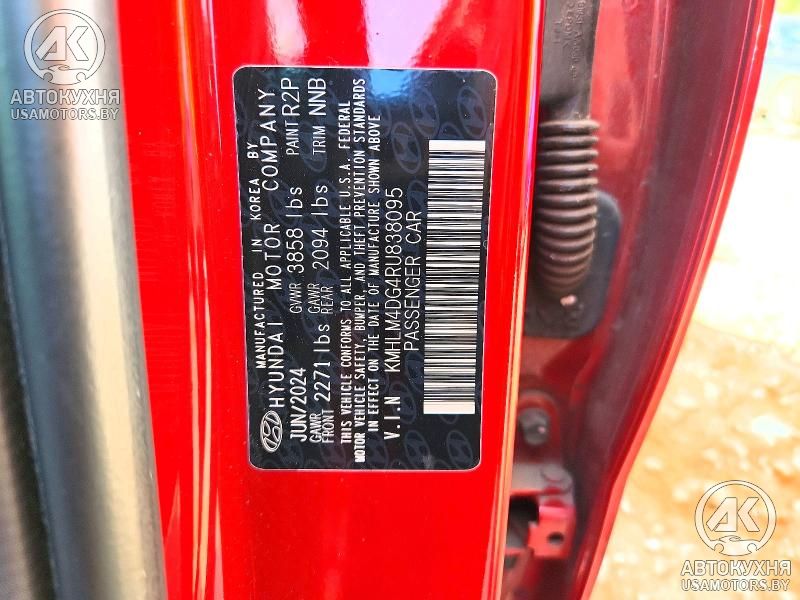 MANUFACTURED IN KOREA BY
HYUNDAI MOTOR COMPANY
JUN/2024 GVWR 3858 lbs PAINT R2P
GAWR FRONT 2271 lbs GAWR REAR 2094 lbs TRIM NNB
THIS VEHICLE CONFORMS TO ALL APPLICABLE U.S.A. FEDERAL
MOTOR VEHICLE SAFETY, BUMPER, AND THEFT PREVENTION STANDARDS
IN EFFECT ON THE DATE OF MANUFACTURE SHOWN ABOVE
V.I.N KMHLM4DG4RU838095
PASSENGER CAR
АК
АВТОКУХНЯ
USAMOTORS.BY
АК
АВТОКУХНЯ
USAMOTORS.BY